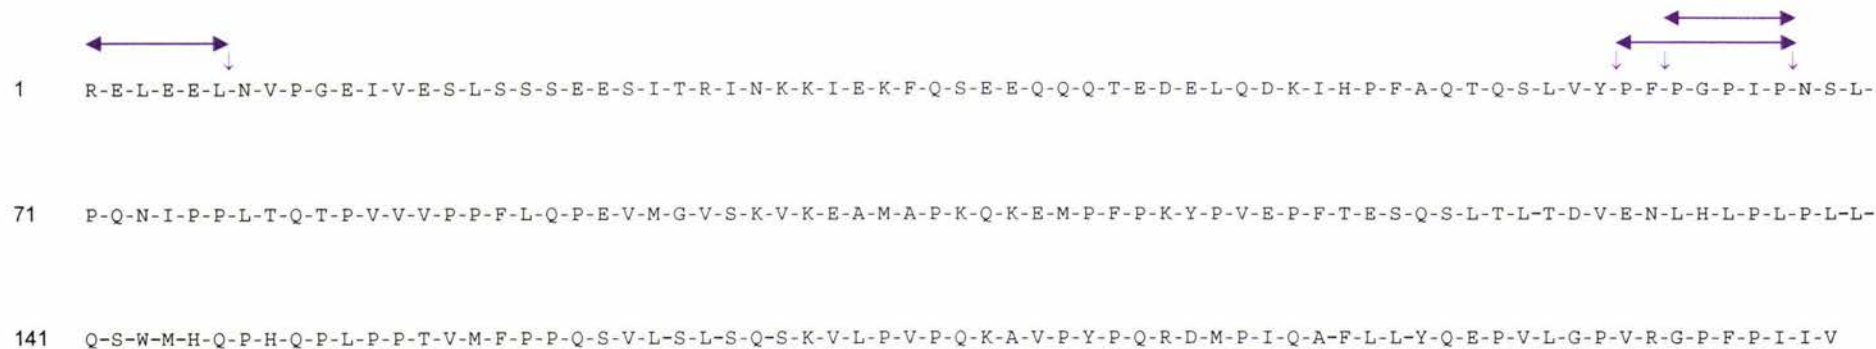 1 R-E-L-E-E-L-N-V-P-G-E-I-V-E-S-L-S-S-S-E-E-S-I-T-R-I-N-K-K-I-E-K-F-Q-S-E-E-Q-Q-Q-T-E-D-E-L-Q-D-K-I-H-P-F-A-Q-T-Q-S-L-V-Y-P-F-P-G-P-I-P-N-S-L-
71 P-Q-N-I-P-P-L-T-Q-T-P-V-V-V-P-P-F-L-Q-P-E-V-M-G-V-S-K-V-K-E-A-M-A-P-K-Q-K-E-M-P-F-P-K-Y-P-V-E-P-F-T-E-S-Q-S-L-T-L-T-D-V-E-N-L-H-L-P-L-P-L-L-
141 Q-S-W-M-H-Q-P-H-Q-P-L-P-P-T-V-M-F-P-P-Q-S-V-L-S-L-S-Q-S-K-V-L-P-V-P-Q-K-A-V-P-Y-P-Q-R-D-M-P-I-Q-A-F-L-L-Y-Q-E-P-V-L-G-P-V-R-G-P-F-P-I-I-V